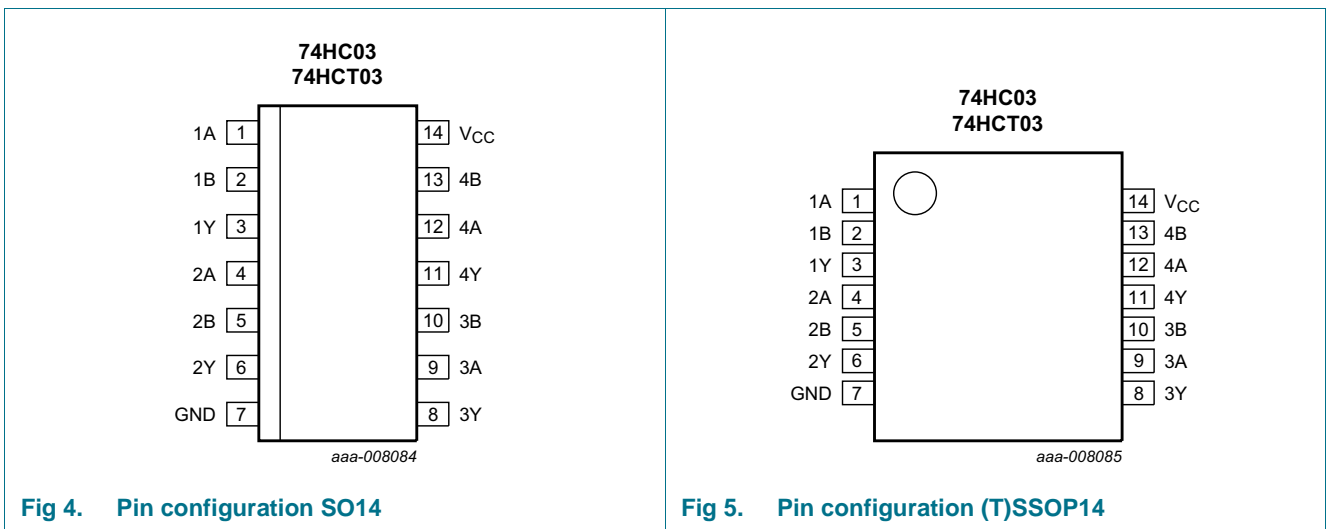 74HC03
74HCT03
1A 1 14 VCC
1B 2 13 4B
1Y 3 12 4A
2A 4 11 4Y
2B 5 10 3B
2Y 6 9 3A
GND 7 8 3Y
aaa-008084
Fig 4. Pin configuration SO14
74HC03
74HCT03
1A 1 14 VCC
1B 2 13 4B
1Y 3 12 4A
2A 4 11 4Y
2B 5 10 3B
2Y 6 9 3A
GND 7 8 3Y
aaa-008085
Fig 5. Pin configuration (T)SSOP14